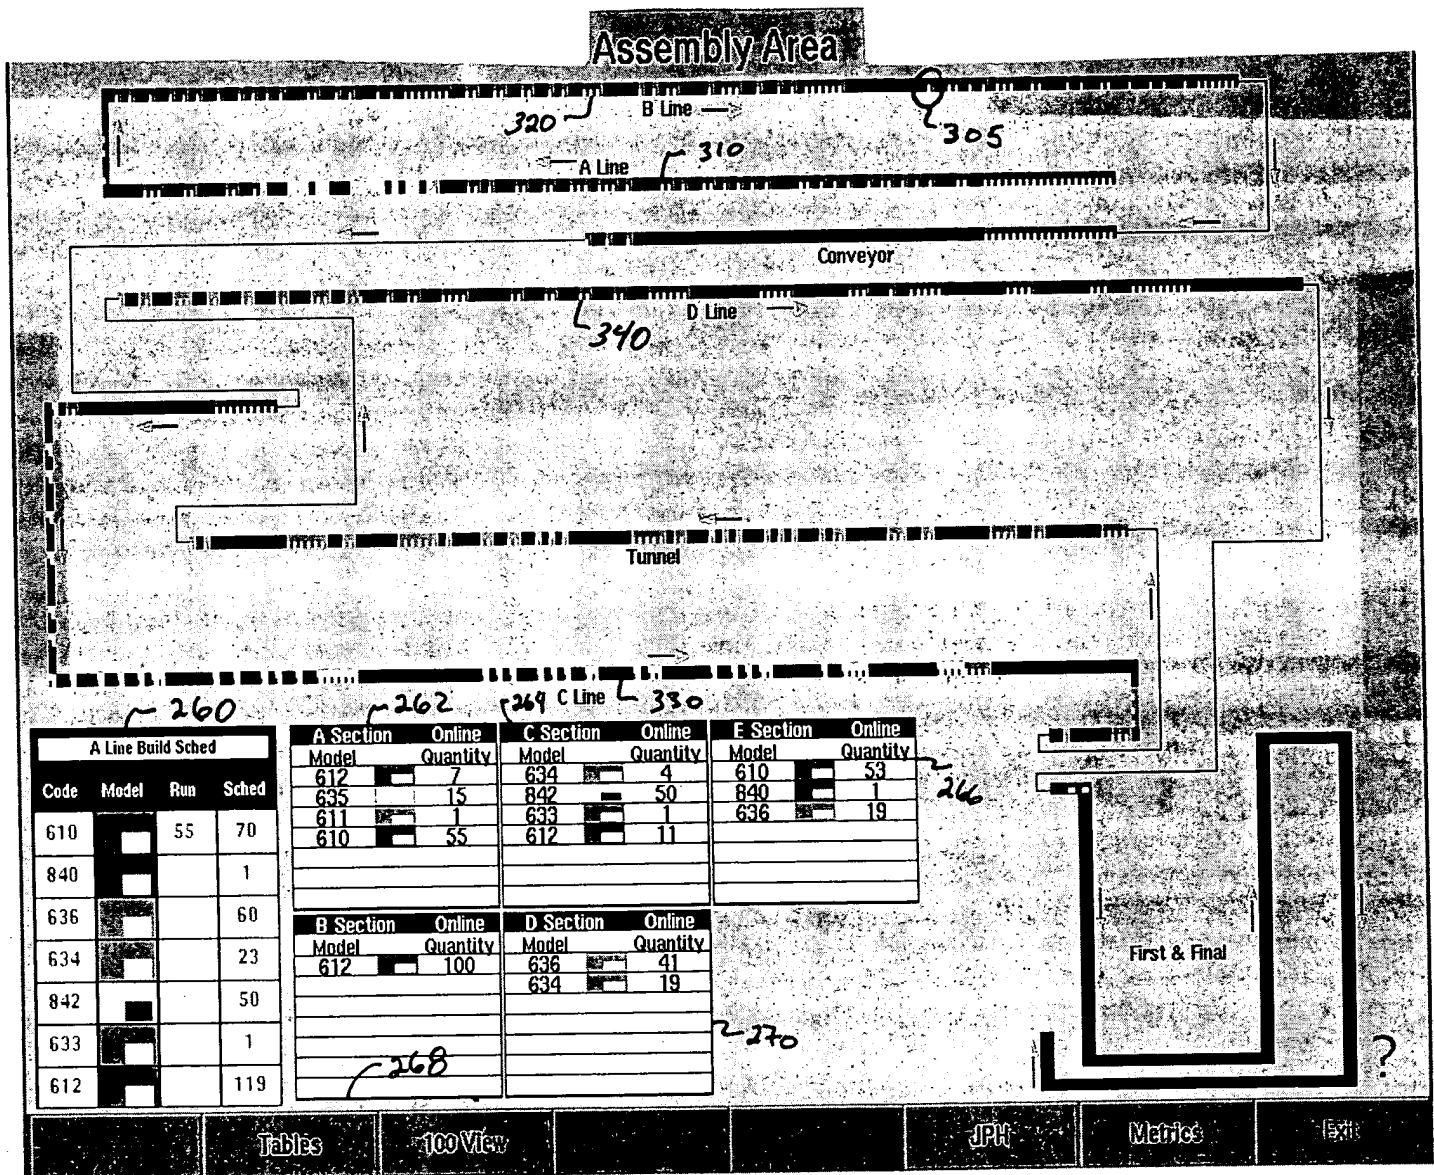 Assembly Area
320
B Line
305
A Line
310
Conveyor
D Line
340
Tunnel
C Line
330
260
262
264
A Line Build Sched
Code Model Run Sched
610 55 70
840 1
636 60
634 23
842 50
633 1
612 119
A Section Online
Model Quantity
612 7
635 15
611 1
610 55
C Section Online
Model Quantity
634 4
842 50
633 1
612 11
E Section Online
Model Quantity
610 53
840 1
636 19
266
B Section Online
Model Quantity
612 100
268
D Section Online
Model Quantity
636 41
634 19
270
First & Final
?
Tables 100 View JPH Metrics Exit